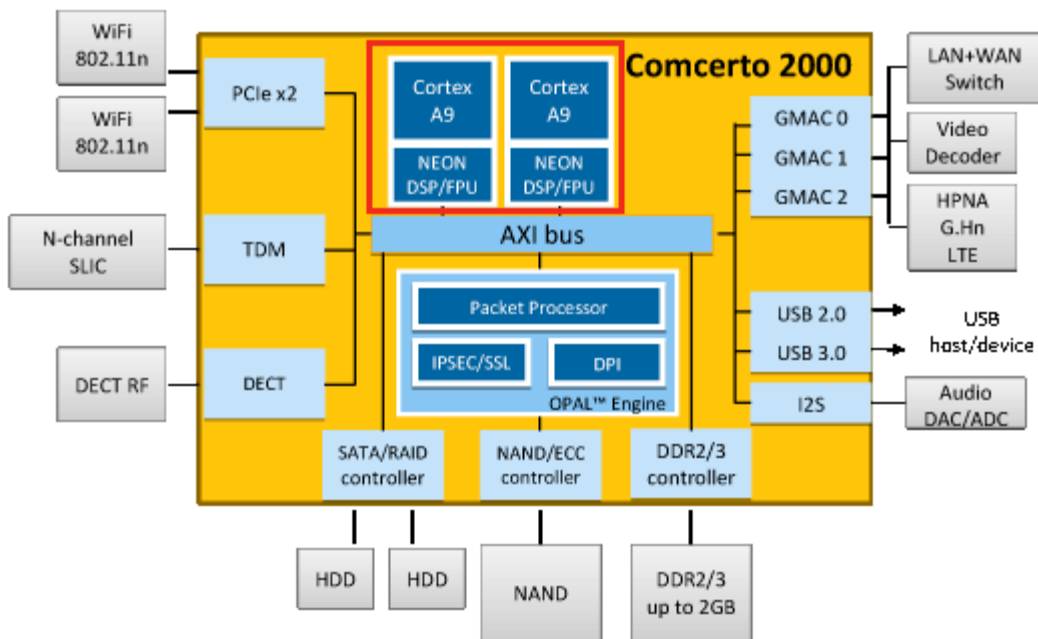 WiFi
802.11n
WiFi
802.11n
N-channel
SLIC
DECT RF
PCIe x2
TDM
DECT
Cortex
A9
NEON
DSP/FPU
Cortex
A9
NEON
DSP/FPU
Comcerto 2000
AXI bus
Packet Processor
IPSEC/SSL
DPI
OPAL™ Engine
SATA/RAID
controller
NAND/ECC
controller
DDR2/3
controller
GMAC 0
GMAC 1
GMAC 2
USB 2.0
USB 3.0
I2S
LAN+WAN
Switch
Video
Decoder
HPNA
G.Hn
LTE
USB
host/device
Audio
DAC/ADC
HDD
HDD
NAND
DDR2/3
up to 2GB